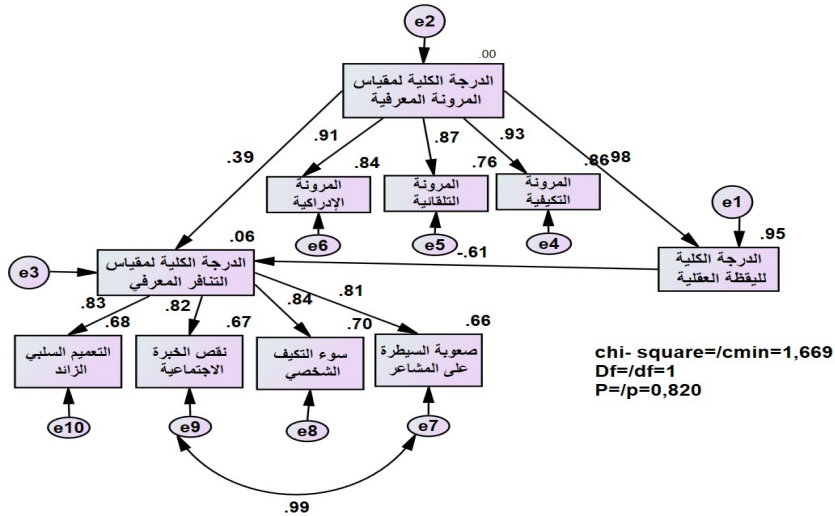 e2
.00
الدرجة الكلية لمقياس
المرونة المعرفية
.39
.91
.87
.93
.98
.84
.76
.86
المرونة
الإدراكية
المرونة
التلقائية
المرونة
التكيفية
e6
e5
e4
e1
.95
الدرجة الكلية
لليقظة العقلية
-.61
.06
e3
الدرجة الكلية لمقياس
التنافر المعرفي
.83
.82
.84
.81
.68
.67
.70
.66
التعميم السلبي
الزائد
نقص الخبرة
الاجتماعية
سوء التكيف
الشخصي
صعوبة السيطرة
على المشاعر
e10
e9
e8
e7
.99
chi- square=/cmin=1,669
Df=/df=1
P=/p=0,820